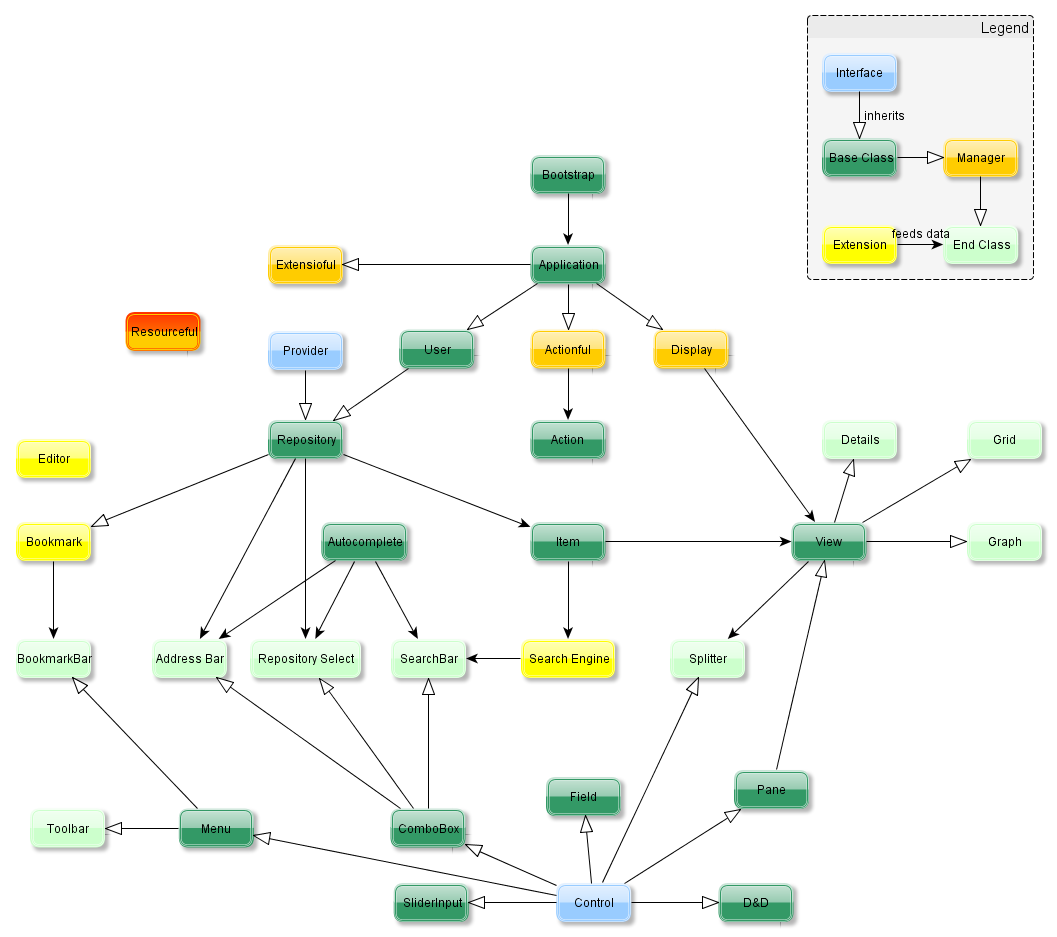 Legend
Interface
inherits
Base Class
Manager
feeds data
Extension
End Class
Bootstrap
Extensioful
Application
Resourceful
Provider
User
Actionful
Display
Repository
Action
Details
Grid
Editor
Bookmark
Autocomplete
Item
View
Graph
BookmarkBar
Address Bar
Repository Select
SearchBar
Search Engine
Splitter
Field
Pane
Toolbar
Menu
ComboBox
SliderInput
Control
D&D